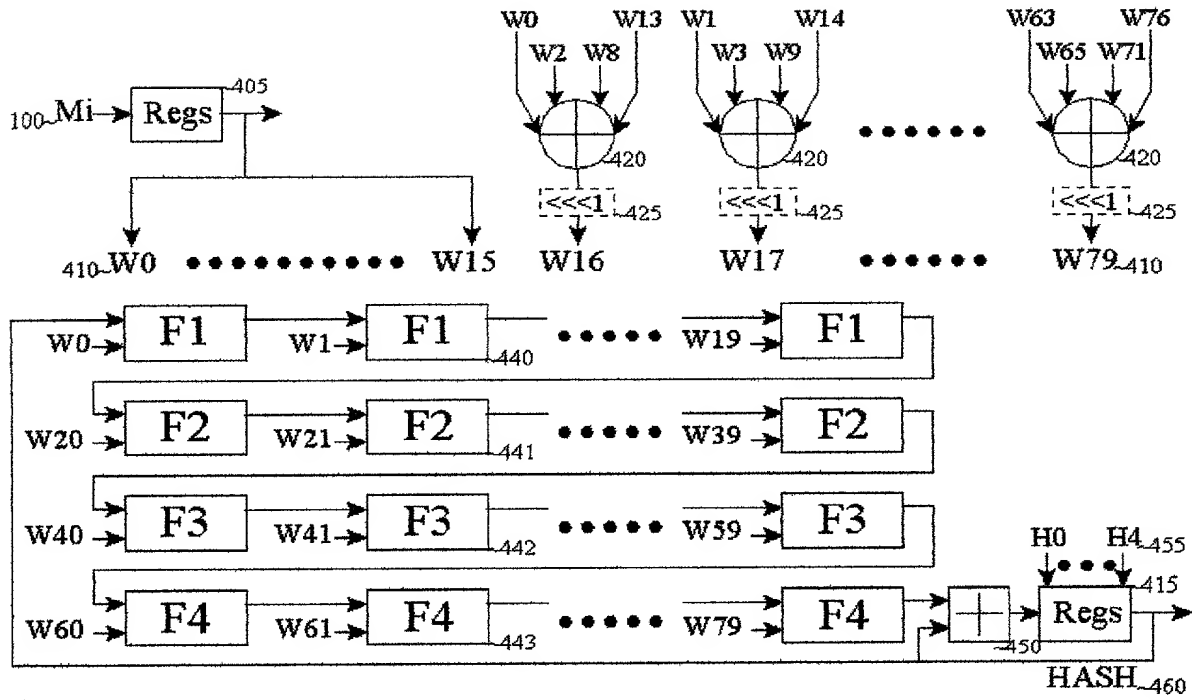 W0 W13 W1 W14 W63 W76
W2 W8 W3 W9 W65 W71
405
100 Mi Regs
420 420 420
<<<1 425 <<<1 425 <<<1 425
410 W0 W15 W16 W17 W79 410
F1 F1 F1
W0 W1 440 W19
F2 F2 F2
W20 W21 441 W39
F3 F3 F3
W40 W41 442 W59
H0 H4 455
415
F4 F4 F4 Regs
W60 W61 443 W79
450
HASH 460